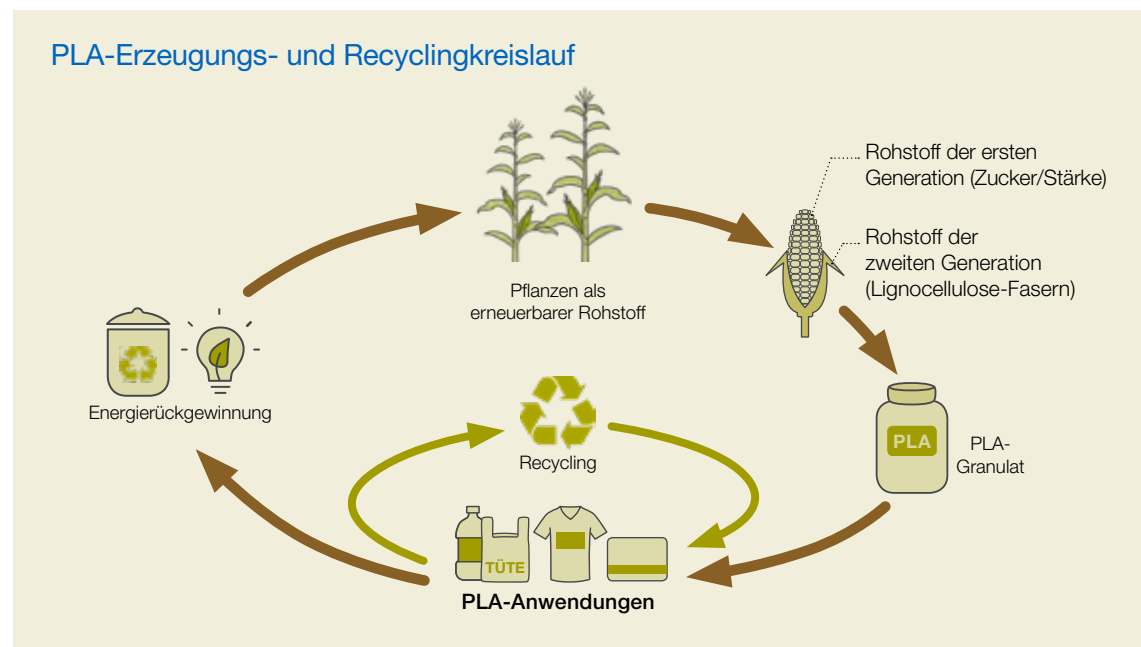 PLA-Erzeugungs- und Recyclingkreislauf
Rohstoff der ersten
Generation (Zucker/Stärke)
Rohstoff der
zweiten Generation
(Lignocellulose-Fasern)
Pflanzen als
erneuerbarer Rohstoff
Energierückgewinnung
Recycling
PLA
PLA-
Granulat
TÜTE
PLA-Anwendungen